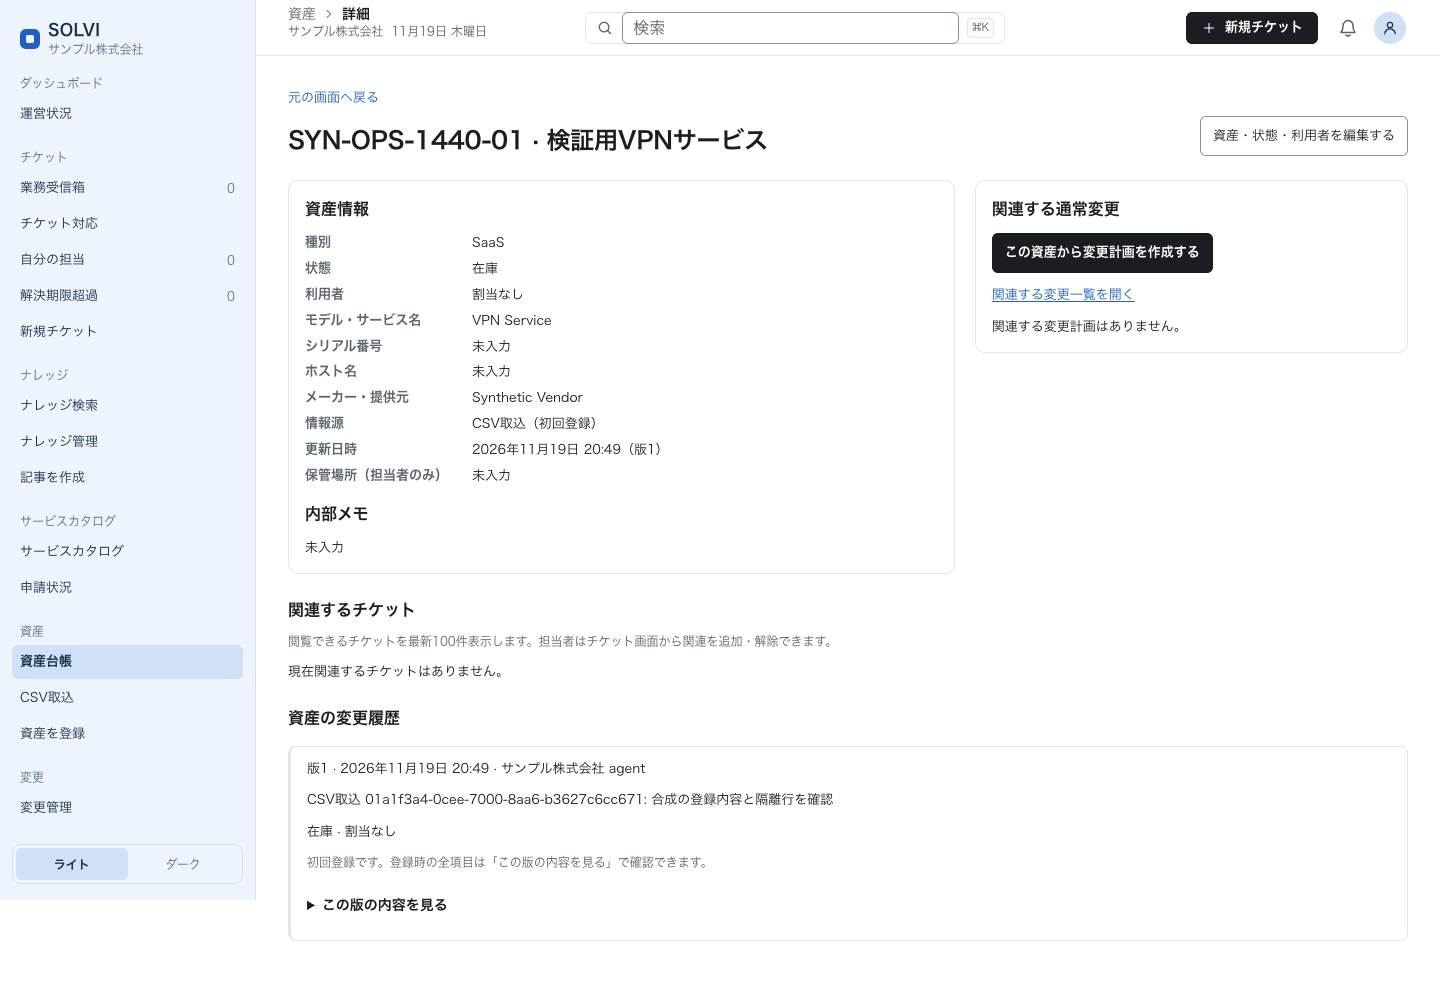 SOLVI
サンプル株式会社
ダッシュボード
運営状況
チケット
業務受信箱 0
チケット対応
自分の担当 0
解決期限超過 0
新規チケット
ナレッジ
ナレッジ検索
ナレッジ管理
記事を作成
サービスカタログ
サービスカタログ
申請状況
資産
資産台帳
CSV取込
資産を登録
変更
変更管理
ライト ダーク
資産 > 詳細
サンプル株式会社 11月19日 木曜日
検索 ⌘K
+ 新規チケット
元の画面へ戻る
SYN-OPS-1440-01 · 検証用VPNサービス
資産・状態・利用者を編集する
資産情報
種別 SaaS
状態 在庫
利用者 割当なし
モデル・サービス名 VPN Service
シリアル番号 未入力
ホスト名 未入力
メーカー・提供元 Synthetic Vendor
情報源 CSV取込（初回登録）
更新日時 2026年11月19日 20:49（版1）
保管場所（担当者のみ） 未入力
内部メモ
未入力
関連する通常変更
この資産から変更計画を作成する
関連する変更一覧を開く
関連する変更計画はありません。
関連するチケット
閲覧できるチケットを最新100件表示します。担当者はチケット画面から関連を追加・解除できます。
現在関連するチケットはありません。
資産の変更履歴
版1 · 2026年11月19日 20:49 · サンプル株式会社 agent
CSV取込 01a1f3a4-0cee-7000-8aa6-b3627c6cc671: 合成の登録内容と隔離行を確認
在庫 · 割当なし
初回登録です。登録時の全項目は「この版の内容を見る」で確認できます。
▶ この版の内容を見る